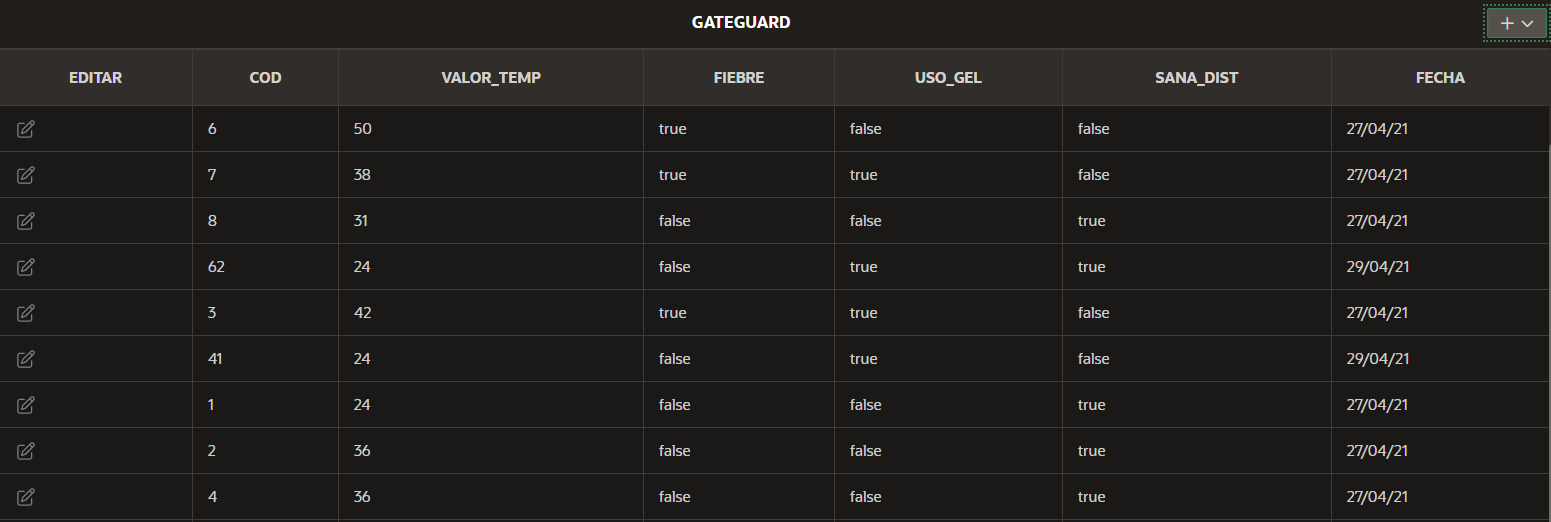 GATEGUARD
EDITAR COD VALOR_TEMP FIEBRE USO_GEL SANA_DIST FECHA
6 50 true false false 27/04/21
7 38 true true false 27/04/21
8 31 false false true 27/04/21
62 24 false true true 29/04/21
3 42 true true false 27/04/21
41 24 false true false 29/04/21
1 24 false false true 27/04/21
2 36 false false true 27/04/21
4 36 false false true 27/04/21